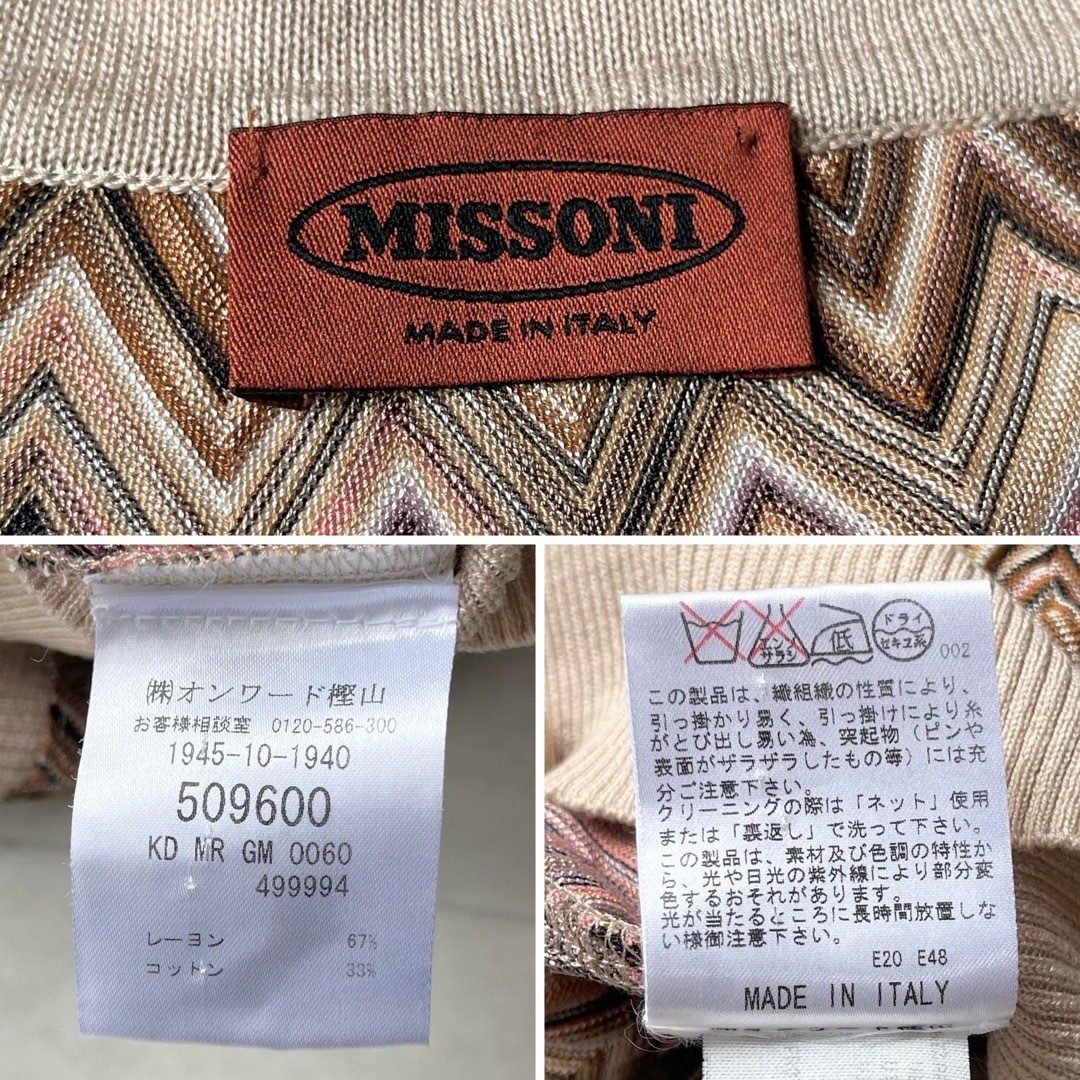 MISSONI
MADE IN ITALY
㈱オンワード樫山
お客様相談室 0120-586-300
1945-10-1940
509600
KD MR GM 0060
499994
レーヨン 67%
コットン 33%
エンソ
サラシ
低
ドライ
セキユ系
002
この製品は、繊組織の性質により、
引っ掛かり易く、引っ掛けにより糸
がとび出し易い為、突起物(ピンや
表面がザラザラしたもの等)には充
分ご注意下さい。
クリーニングの際は「ネット」使用
または「裏返し」で洗って下さい。
この製品は、素材及び色調の特性か
ら、光や日光の紫外線により部分変
色するおそれがあります。
光が当たるところに長時間放置しな
い様御注意下さい。
E20 E48
MADE IN ITALY